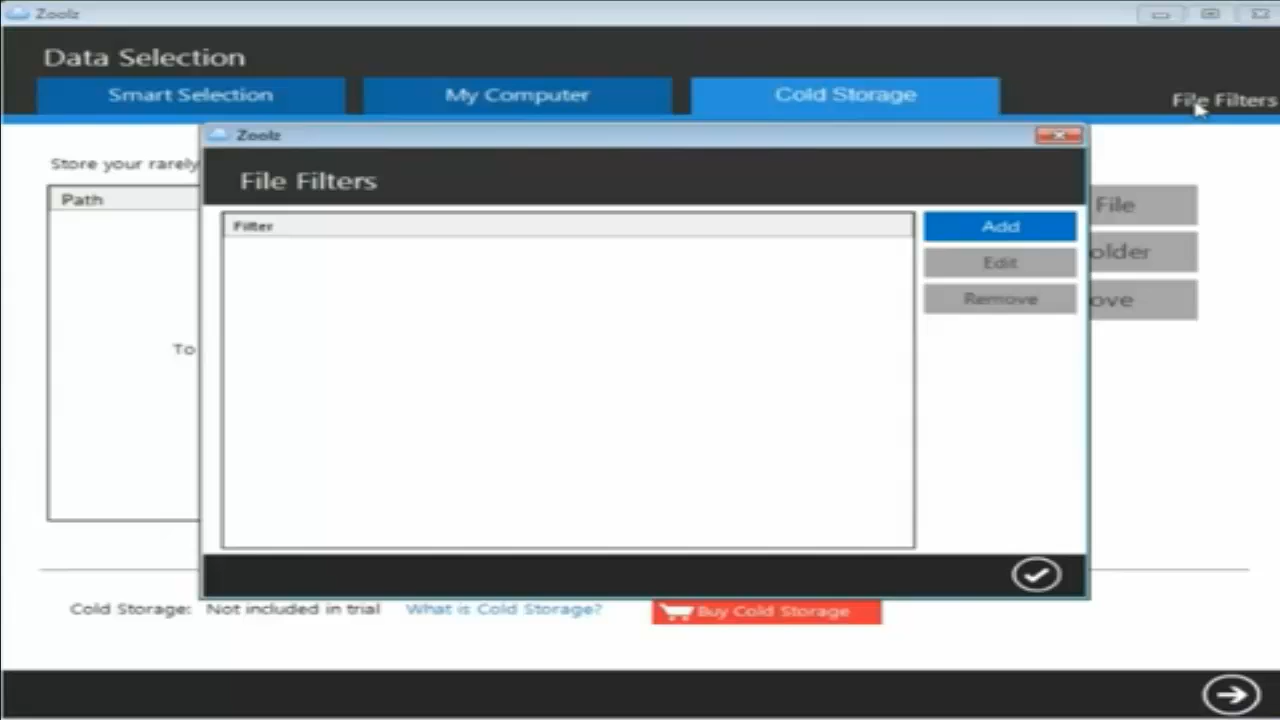 Zoolz
Data Selection
Smart Selection
My Computer
Cold Storage
File Filters
Zoolz
Store your rarely
File Filters
Path
File
Filter
Add
older
Edit
Remove
ove
To
Cold Storage: Not included in trial What is Cold Storage?
Buy Cold Storage